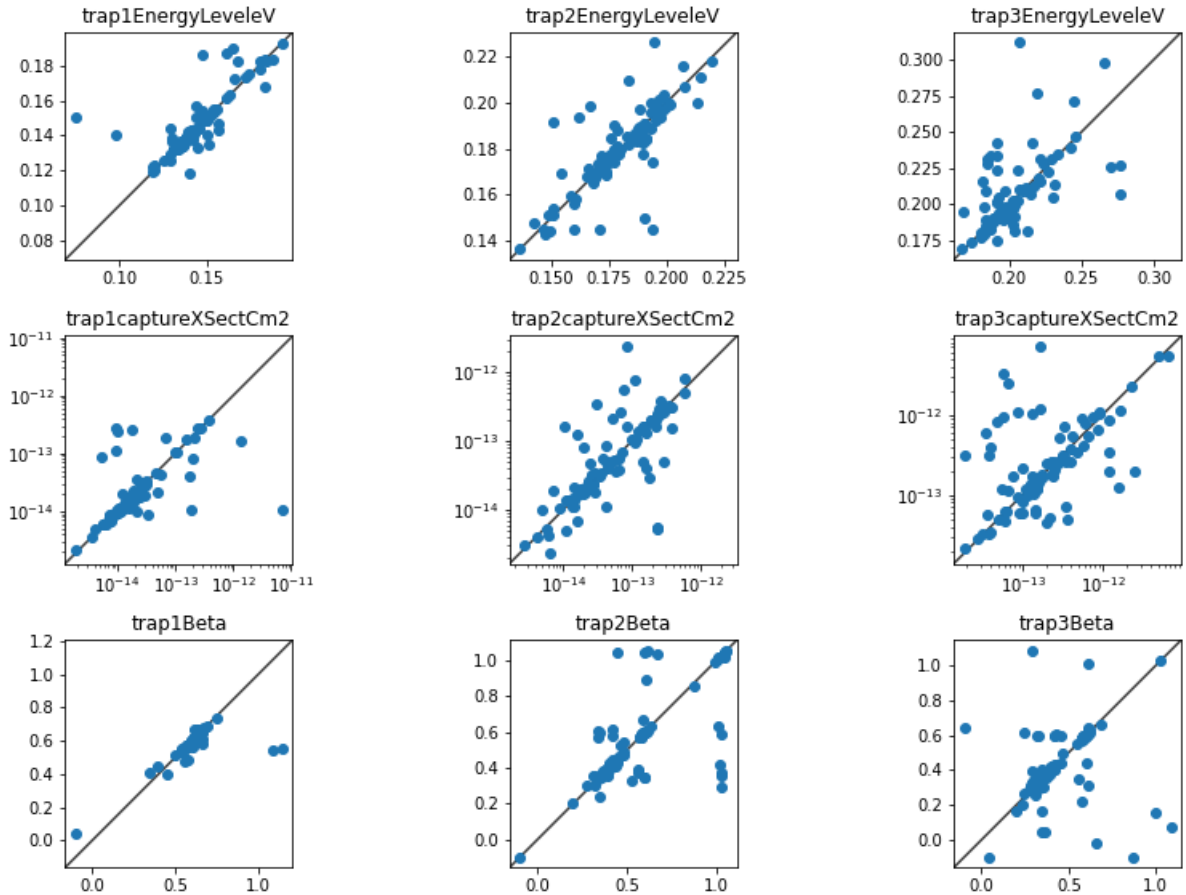 trap1EnergyLeveleV trap2EnergyLeveleV trap3EnergyLeveleV
0.18 0.22 0.300
0.16 0.20 0.275
0.14 0.18 0.250
0.12 0.16 0.225
0.10 0.14 0.200
0.08 0.175
0.10 0.15 0.150 0.175 0.200 0.225 0.20 0.25 0.30
trap1captureXSectCm2 trap2captureXSectCm2 trap3captureXSectCm2
10⁻¹¹
10⁻¹² 10⁻¹² 10⁻¹²
10⁻¹³ 10⁻¹³ 10⁻¹³
10⁻¹⁴ 10⁻¹⁴
10⁻¹⁴ 10⁻¹³ 10⁻¹² 10⁻¹¹ 10⁻¹⁴ 10⁻¹³ 10⁻¹² 10⁻¹³ 10⁻¹²
trap1Beta trap2Beta trap3Beta
1.2
1.0 1.0 1.0
0.8 0.8 0.8
0.6 0.6 0.6
0.4 0.4 0.4
0.2 0.2 0.2
0.0 0.0 0.0
0.0 0.5 1.0 0.0 0.5 1.0 0.0 0.5 1.0